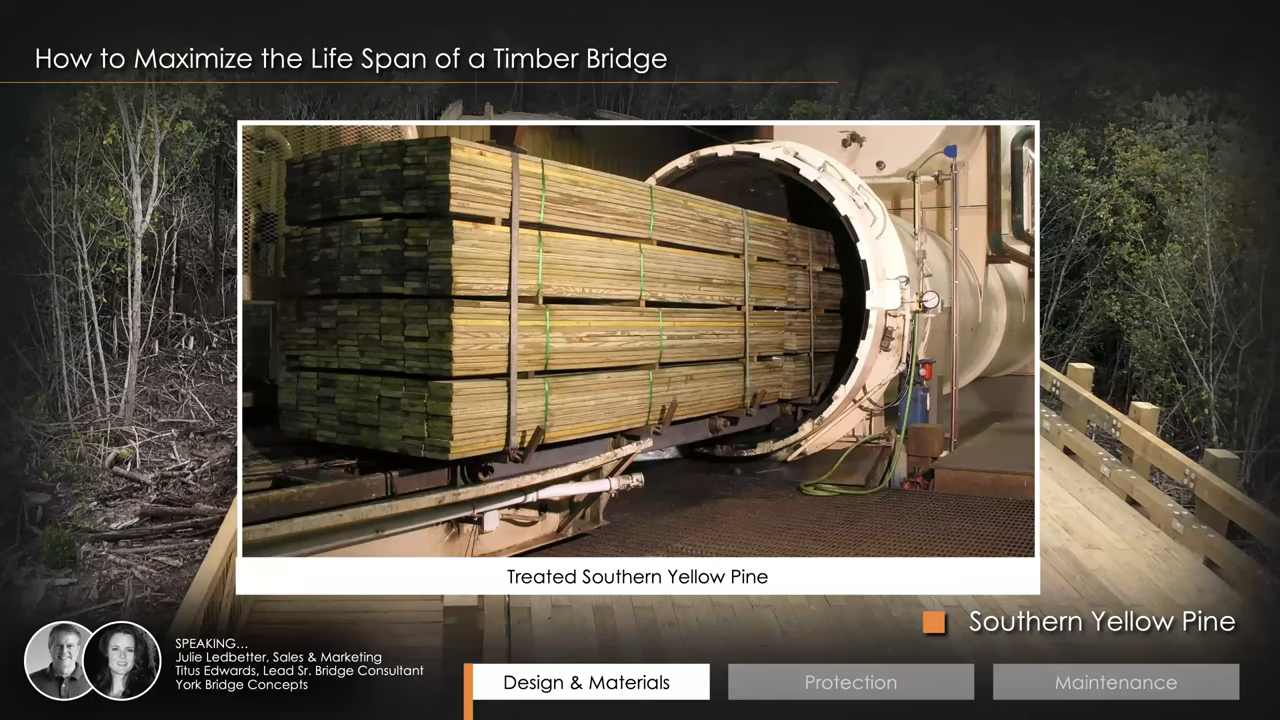 How to Maximize the Life Span of a Timber Bridge
Treated Southern Yellow Pine
Southern Yellow Pine
SPEAKING...
Julie Ledbetter, Sales & Marketing
Titus Edwards, Lead Sr. Bridge Consultant
York Bridge Concepts
Design & Materials
Protection
Maintenance